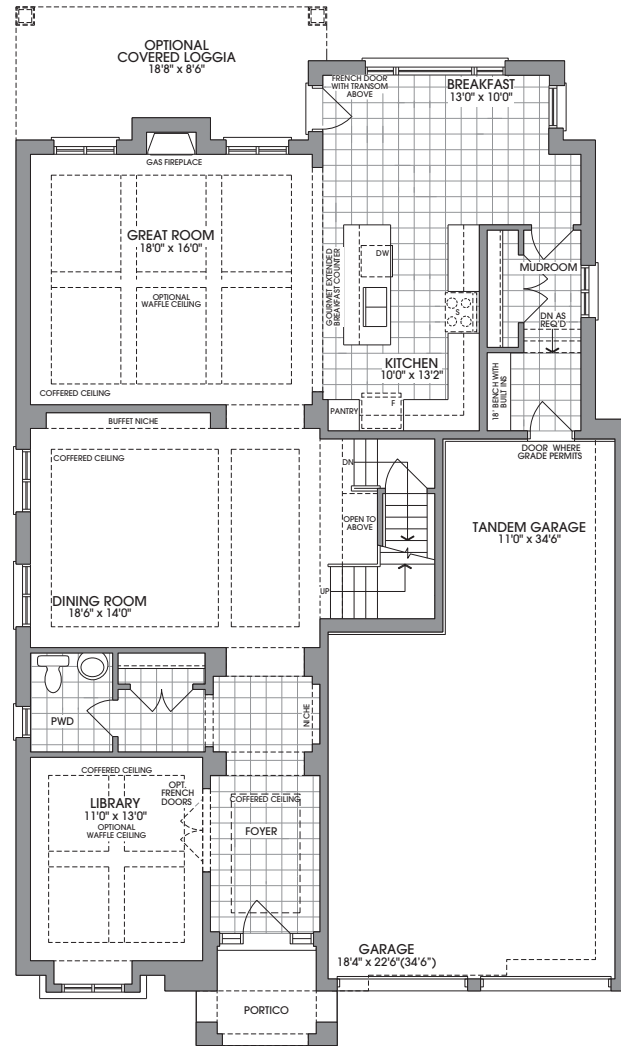 OPTIONAL
COVERED LOGGIA
18'8" x 8'6"
FRENCH DOOR
WITH TRANSOM
ABOVE
BREAKFAST
13'0" x 10'0"
GAS FIREPLACE
GREAT ROOM
18'0" x 16'0"
OPTIONAL
WAFFLE CEILING
COFFERED CEILING
GOURMET EXTENDED
BREAKFAST COUNTER
DW
S
KITCHEN
10'0" x 13'2"
PANTRY
F
MUDROOM
DN AS
REQ'D
18" BENCH WITH
BUILT INS
DOOR WHERE
GRADE PERMITS
BUFFET NICHE
COFFERED CEILING
DINING ROOM
18'6" x 14'0"
DN
OPEN TO
ABOVE
UP
TANDEM GARAGE
11'0" x 34'6"
PWD
NICHE
COFFERED CEILING
LIBRARY
11'0" x 13'0"
OPTIONAL
WAFFLE CEILING
OPT.
FRENCH
DOORS
COFFERED CEILING
FOYER
GARAGE
18'4" x 22'6"(34'6")
PORTICO